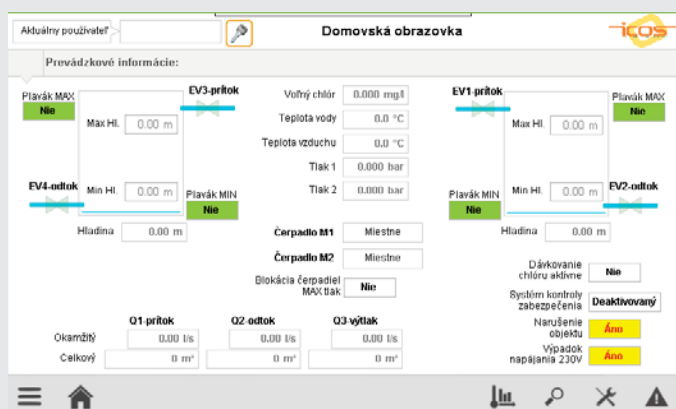 Aktuálny používateľ
Domovská obrazovka
icos
Prevádzkové informácie:
Plavák MAX
Nie
EV3-prítok
Max Hl. 0.00 m
EV4-odtok
Min Hl. 0.00 m
Plavák MIN
Nie
Hladina 0.00 m
Voľný chlór 0.000 mg/l
Teplota vody 0.0 °C
Teplota vzduchu 0.0 °C
Tlak 1 0.000 bar
Tlak 2 0.000 bar
Čerpadlo M1 Miestne
Čerpadlo M2 Miestne
Blokácia čerpadiel
MAX tlak Nie
EV1-prítok
Plavák MAX
Nie
Max Hl. 0.00 m
Plavák MIN
Nie
Min Hl. 0.00 m
EV2-odtok
Hladina 0.00 m
Dávkovanie
chlóru aktívne Nie
Systém kontroly
zabezpečenia Deaktivovaný
Narušenie
objektu Áno
Výpadok
napájania 230V Áno
Q1-prítok Q2-odtok Q3-výtlak
Okamžitý 0.00 l/s 0.00 l/s 0.00 l/s
Celkový 0 m³ 0 m³ 0 m³